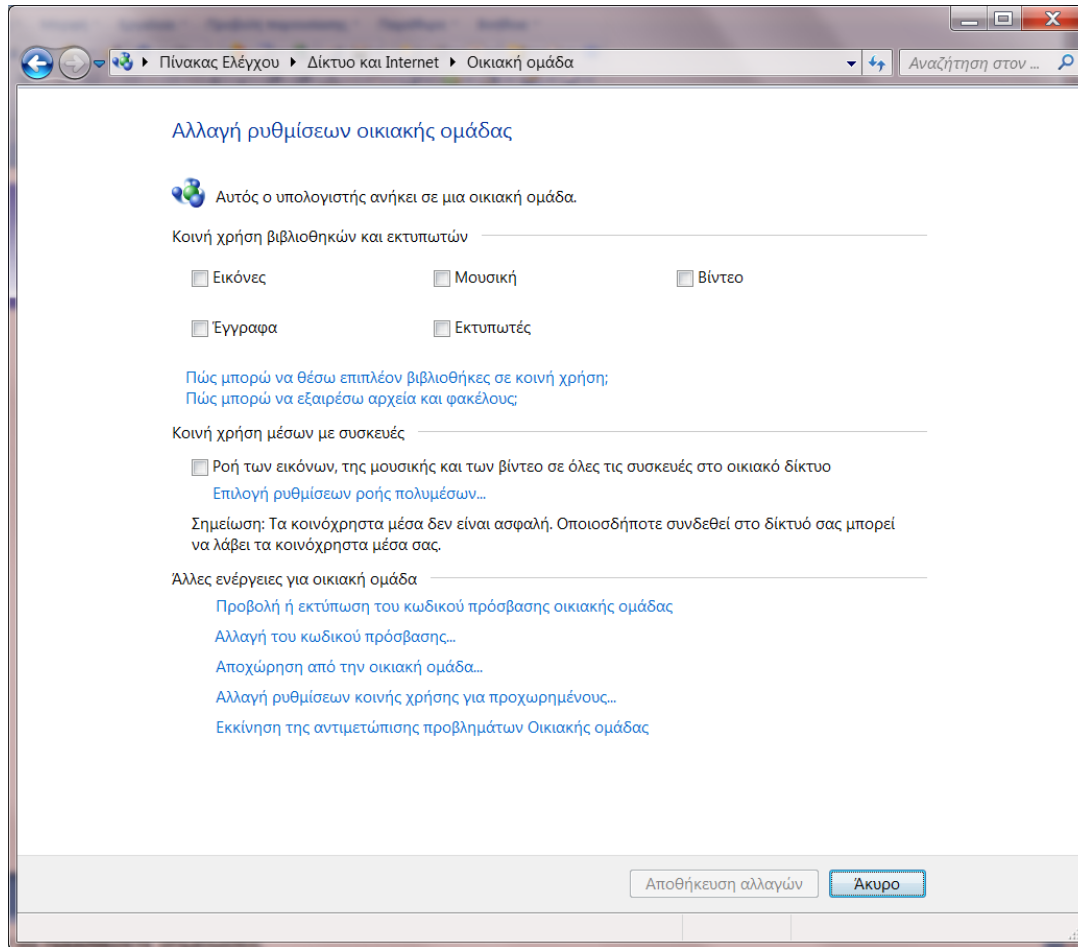 Πίνακας Ελέγχου Δίκτυο και Internet Οικιακή ομάδα Αναζήτηση στον ...
Αλλαγή ρυθμίσεων οικιακής ομάδας
Αυτός ο υπολογιστής ανήκει σε μια οικιακή ομάδα.
Κοινή χρήση βιβλιοθηκών και εκτυπωτών
Εικόνες Μουσική Βίντεο
Έγγραφα Εκτυπωτές
Πώς μπορώ να θέσω επιπλέον βιβλιοθήκες σε κοινή χρήση;
Πώς μπορώ να εξαιρέσω αρχεία και φακέλους;
Κοινή χρήση μέσων με συσκευές
Ροή των εικόνων, της μουσικής και των βίντεο σε όλες τις συσκευές στο οικιακό δίκτυο
Επιλογή ρυθμίσεων ροής πολυμέσων...
Σημείωση: Τα κοινόχρηστα μέσα δεν είναι ασφαλή. Οποιοσδήποτε συνδεθεί στο δίκτυό σας μπορεί
να λάβει τα κοινόχρηστα μέσα σας.
Άλλες ενέργειες για οικιακή ομάδα
Προβολή ή εκτύπωση του κωδικού πρόσβασης οικιακής ομάδας
Αλλαγή του κωδικού πρόσβασης...
Αποχώρηση από την οικιακή ομάδα...
Αλλαγή ρυθμίσεων κοινής χρήσης για προχωρημένους...
Εκκίνηση της αντιμετώπισης προβλημάτων Οικιακής ομάδας
Αποθήκευση αλλαγών Άκυρο